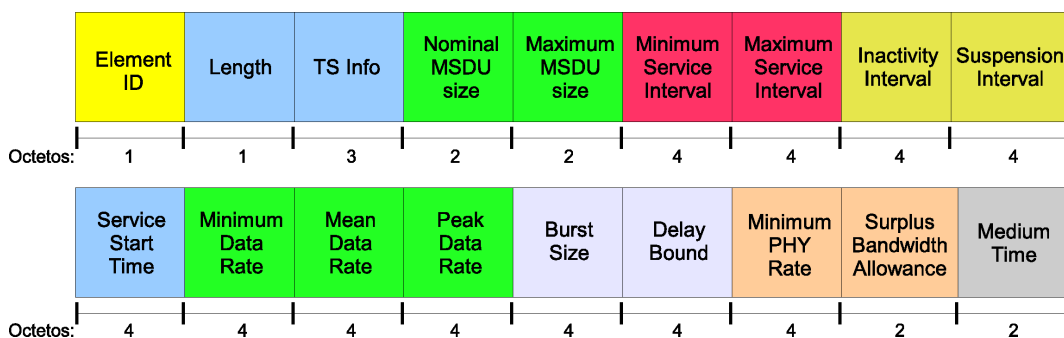 Element
ID
Length
TS Info
Nominal
MSDU
size
Maximum
MSDU
size
Minimum
Service
Interval
Maximum
Service
Interval
Inactivity
Interval
Suspension
Interval
Octetos: 1 1 3 2 2 4 4 4 4
Service
Start
Time
Minimum
Data
Rate
Mean
Data
Rate
Peak
Data
Rate
Burst
Size
Delay
Bound
Minimum
PHY
Rate
Surplus
Bandwidth
Allowance
Medium
Time
Octetos: 4 4 4 4 4 4 4 2 2